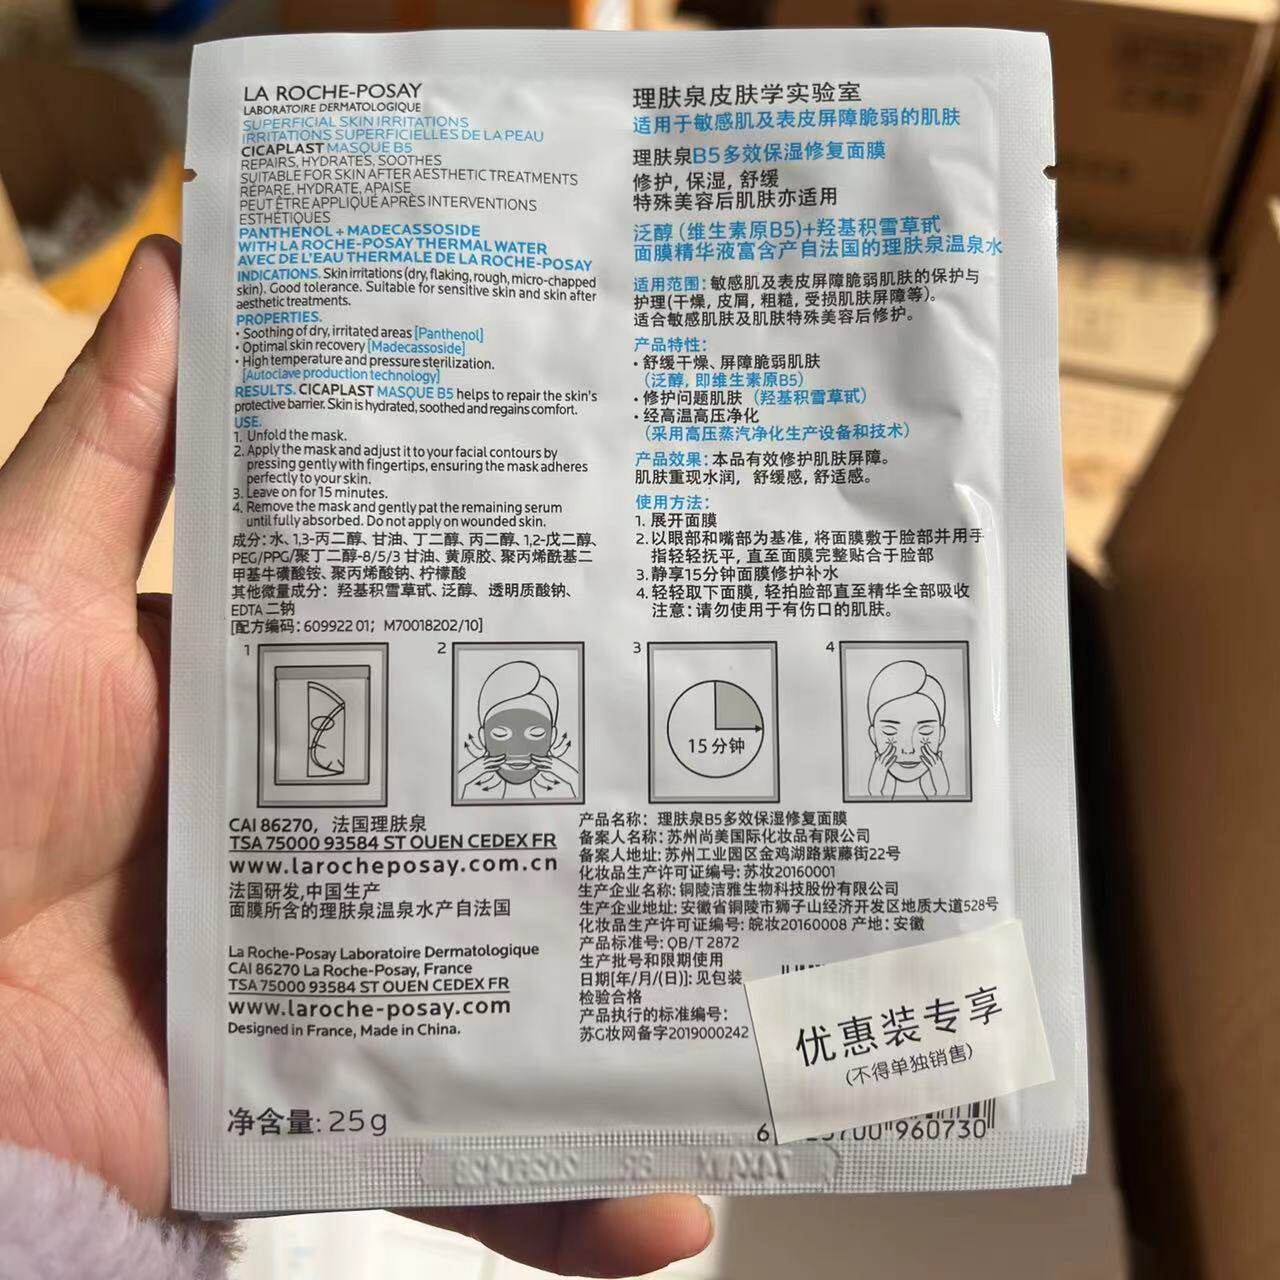 LA ROCHE-POSAY
LABORATOIRE DERMATOLOGIQUE
SUPERFICIAL SKIN IRRITATIONS
IRRITATIONS SUPERFICIELLES DE LA PEAU
CICAPLAST MASQUE B5
REPAIRS, HYDRATES, SOOTHES
SUITABLE FOR SKIN AFTER AESTHETIC TREATMENTS
RÉPARE, HYDRATE, APAISE
PEUT ÊTRE APPLIQUÉ APRÈS INTERVENTIONS
ESTHÉTIQUES
PANTHENOL + MADECASSOSIDE
WITH LA ROCHE-POSAY THERMAL WATER
AVEC DE L'EAU THERMALE DE LA ROCHE-POSAY
INDICATIONS. Skin irritations (dry, flaking, rough, micro-chapped
skin). Good tolerance. Suitable for sensitive skin and skin after
aesthetic treatments.
PROPERTIES.
• Soothing of dry, irritated areas [Panthenol]
• Optimal skin recovery [Madecassoside]
• High temperature and pressure sterilization.
[Autoclave production technology]
RESULTS. CICAPLAST MASQUE B5 helps to repair the skin's
protective barrier. Skin is hydrated, soothed and regains comfort.
USE.
1. Unfold the mask.
2. Apply the mask and adjust it to your facial contours by
pressing gently with fingertips, ensuring the mask adheres
perfectly to your skin.
3. Leave on for 15 minutes.
4. Remove the mask and gently pat the remaining serum
until fully absorbed. Do not apply on wounded skin.
成分:水、1,3-丙二醇、甘油、丁二醇、丙二醇、1,2-戊二醇、
PEG/PPG/聚丁二醇-8/5/3 甘油、黄原胶、聚丙烯酰基二
甲基牛磺酸铵、聚丙烯酸钠、柠檬酸
其他微量成分：羟基积雪草甙、泛醇、透明质酸钠、
EDTA 二钠
[配方编码：609922 01；M70018202/10]
理肤泉皮肤学实验室
适用于敏感肌及表皮屏障脆弱的肌肤
理肤泉B5多效保湿修复面膜
修护, 保湿, 舒缓
特殊美容后肌肤亦适用
泛醇 (维生素原B5)+羟基积雪草甙
面膜精华液富含产自法国的理肤泉温泉水
适用范围：敏感肌及表皮屏障脆弱肌肤的保护与
护理(干燥, 皮屑, 粗糙, 受损肌肤屏障等)。
适合敏感肌肤及肌肤特殊美容后修护。
产品特性：
• 舒缓干燥、屏障脆弱肌肤
(泛醇, 即维生素原B5)
• 修护问题肌肤 (羟基积雪草甙)
• 经高温高压净化
(采用高压蒸汽净化生产设备和技术)
产品效果：本品有效修护肌肤屏障。
肌肤重现水润，舒缓感, 舒适感。
使用方法：
1. 展开面膜
2. 以眼部和嘴部为基准, 将面膜敷于脸部并用手
指轻轻抚平, 直至面膜完整贴合于脸部
3. 静享15分钟面膜修护补水
4. 轻轻取下面膜, 轻拍脸部直至精华全部吸收
注意：请勿使用于有伤口的肌肤。
1
2
3
15 分钟
4
CAI 86270，法国理肤泉
TSA 75000 93584 ST OUEN CEDEX FR
www.larocheposay.com.cn
法国研发,中国生产
面膜所含的理肤泉温泉水产自法国
La Roche-Posay Laboratoire Dermatologique
CAI 86270 La Roche-Posay, France
TSA 75000 93584 ST OUEN CEDEX FR
www.laroche-posay.com
Designed in France, Made in China.
净含量: 25g
产品名称：理肤泉B5多效保湿修复面膜
备案人名称：苏州尚美国际化妆品有限公司
备案人地址: 苏州工业园区金鸡湖路紫藤街22号
化妆品生产许可证编号: 苏妆20160001
生产企业名称: 铜陵洁雅生物科技股份有限公司
生产企业地址: 安徽省铜陵市狮子山经济开发区地质大道528号
化妆品生产许可证编号: 皖妆20160008 产地: 安徽
产品标准号: QB/T 2872
生产批号和限期使用
日期[年/月/(日)]: 见包装
检验合格
产品执行的标准编号:
苏G妆网备字2019000242
优惠装专享
(不得单独销售)
6 960730